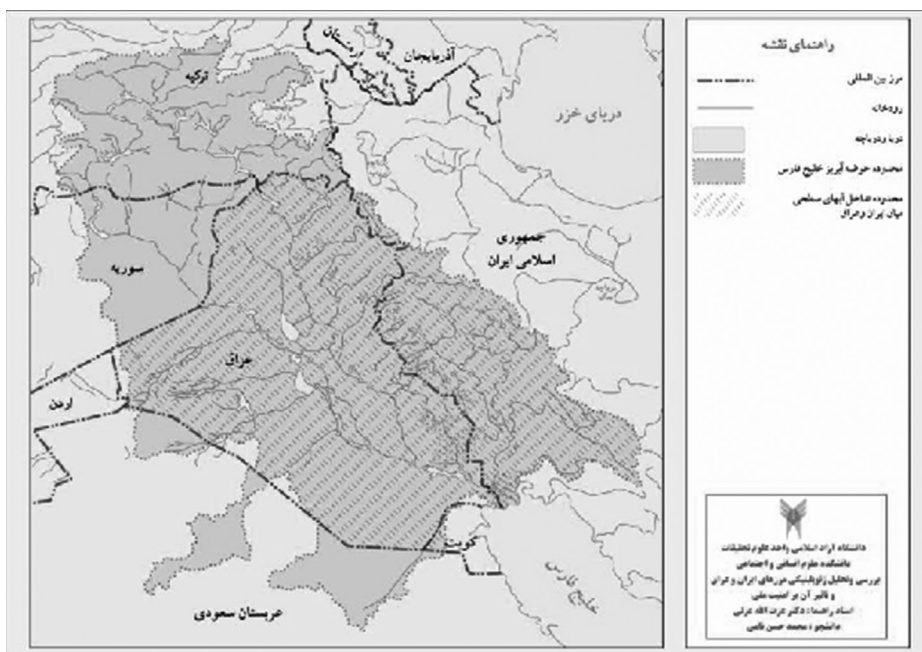 راهنمای نقشه
مرز بین المللی
رودخانه
دریا و دریاچه
محدوده حوضه آبریز خلیج فارس
محدوده تداخل آبهای سطحی
میان ایران و عراق
ترکیه
ارمنستان
آذربایجان
دریای خزر
سوریه
جمهوری
اسلامی ایران
دریاچه
عراق
اردن
کویت
خلیج فارس
عربستان سعودی
دانشگاه آزاد اسلامی واحد علوم تحقیقات
دانشکده علوم انسانی و اجتماعی
بررسی وتحلیل ژئوپلیتیکی مرزهای ایران و عراق
و تاثیر آن بر امنیت ملی
استاد راهنما: دکتر عزت الله عزتی
دانشجو: محمد حسن نامی